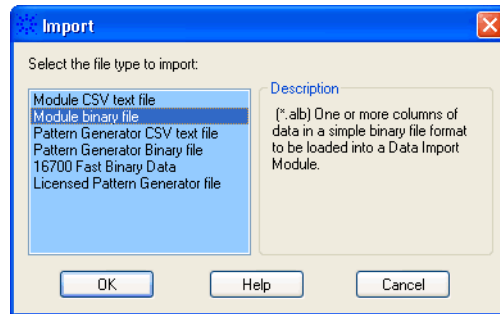 Import
Select the file type to import:
Module CSV text file
Module binary file
Pattern Generator CSV text file
Pattern Generator Binary file
16700 Fast Binary Data
Licensed Pattern Generator file
Description
(*.alb) One or more columns of
data in a simple binary file format
to be loaded into a Data Import
Module.
OK
Help
Cancel